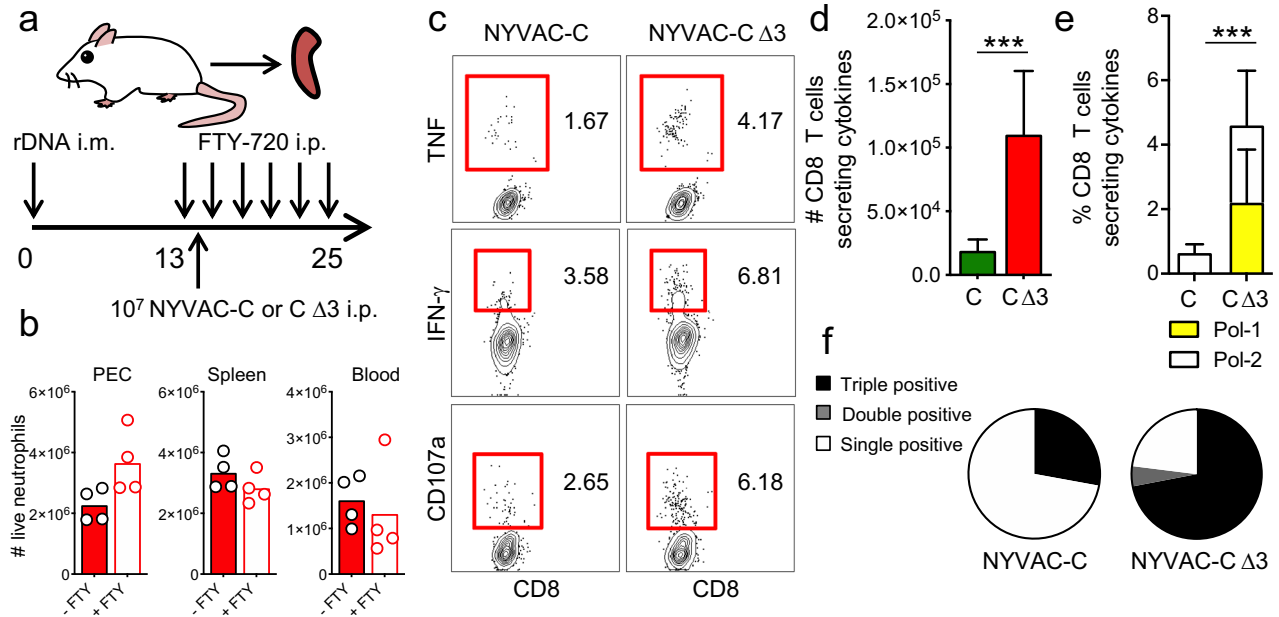 a
rDNA i.m.
FTY-720 i.p.
0
13
25
10⁷ NYVAC-C or C Δ3 i.p.
b
PEC
Spleen
Blood
# live neutrophils
6×10⁶
4×10⁶
2×10⁶
0
- FTY
+ FTY
6×10⁶
4×10⁶
2×10⁶
0
- FTY
+ FTY
4×10⁶
3×10⁶
2×10⁶
1×10⁶
0
- FTY
+ FTY
c
NYVAC-C
NYVAC-C Δ3
TNF
1.67
4.17
IFN-γ
3.58
6.81
CD107a
2.65
6.18
CD8
CD8
d
# CD8 T cells
secreting cytokines
2.0×10⁵
1.5×10⁵
1.0×10⁵
5.0×10⁴
0.0
***
C
C Δ3
e
% CD8 T cells
secreting cytokines
8
6
4
2
0
***
C
C Δ3
Pol-1
Pol-2
f
Triple positive
Double positive
Single positive
NYVAC-C
NYVAC-C Δ3